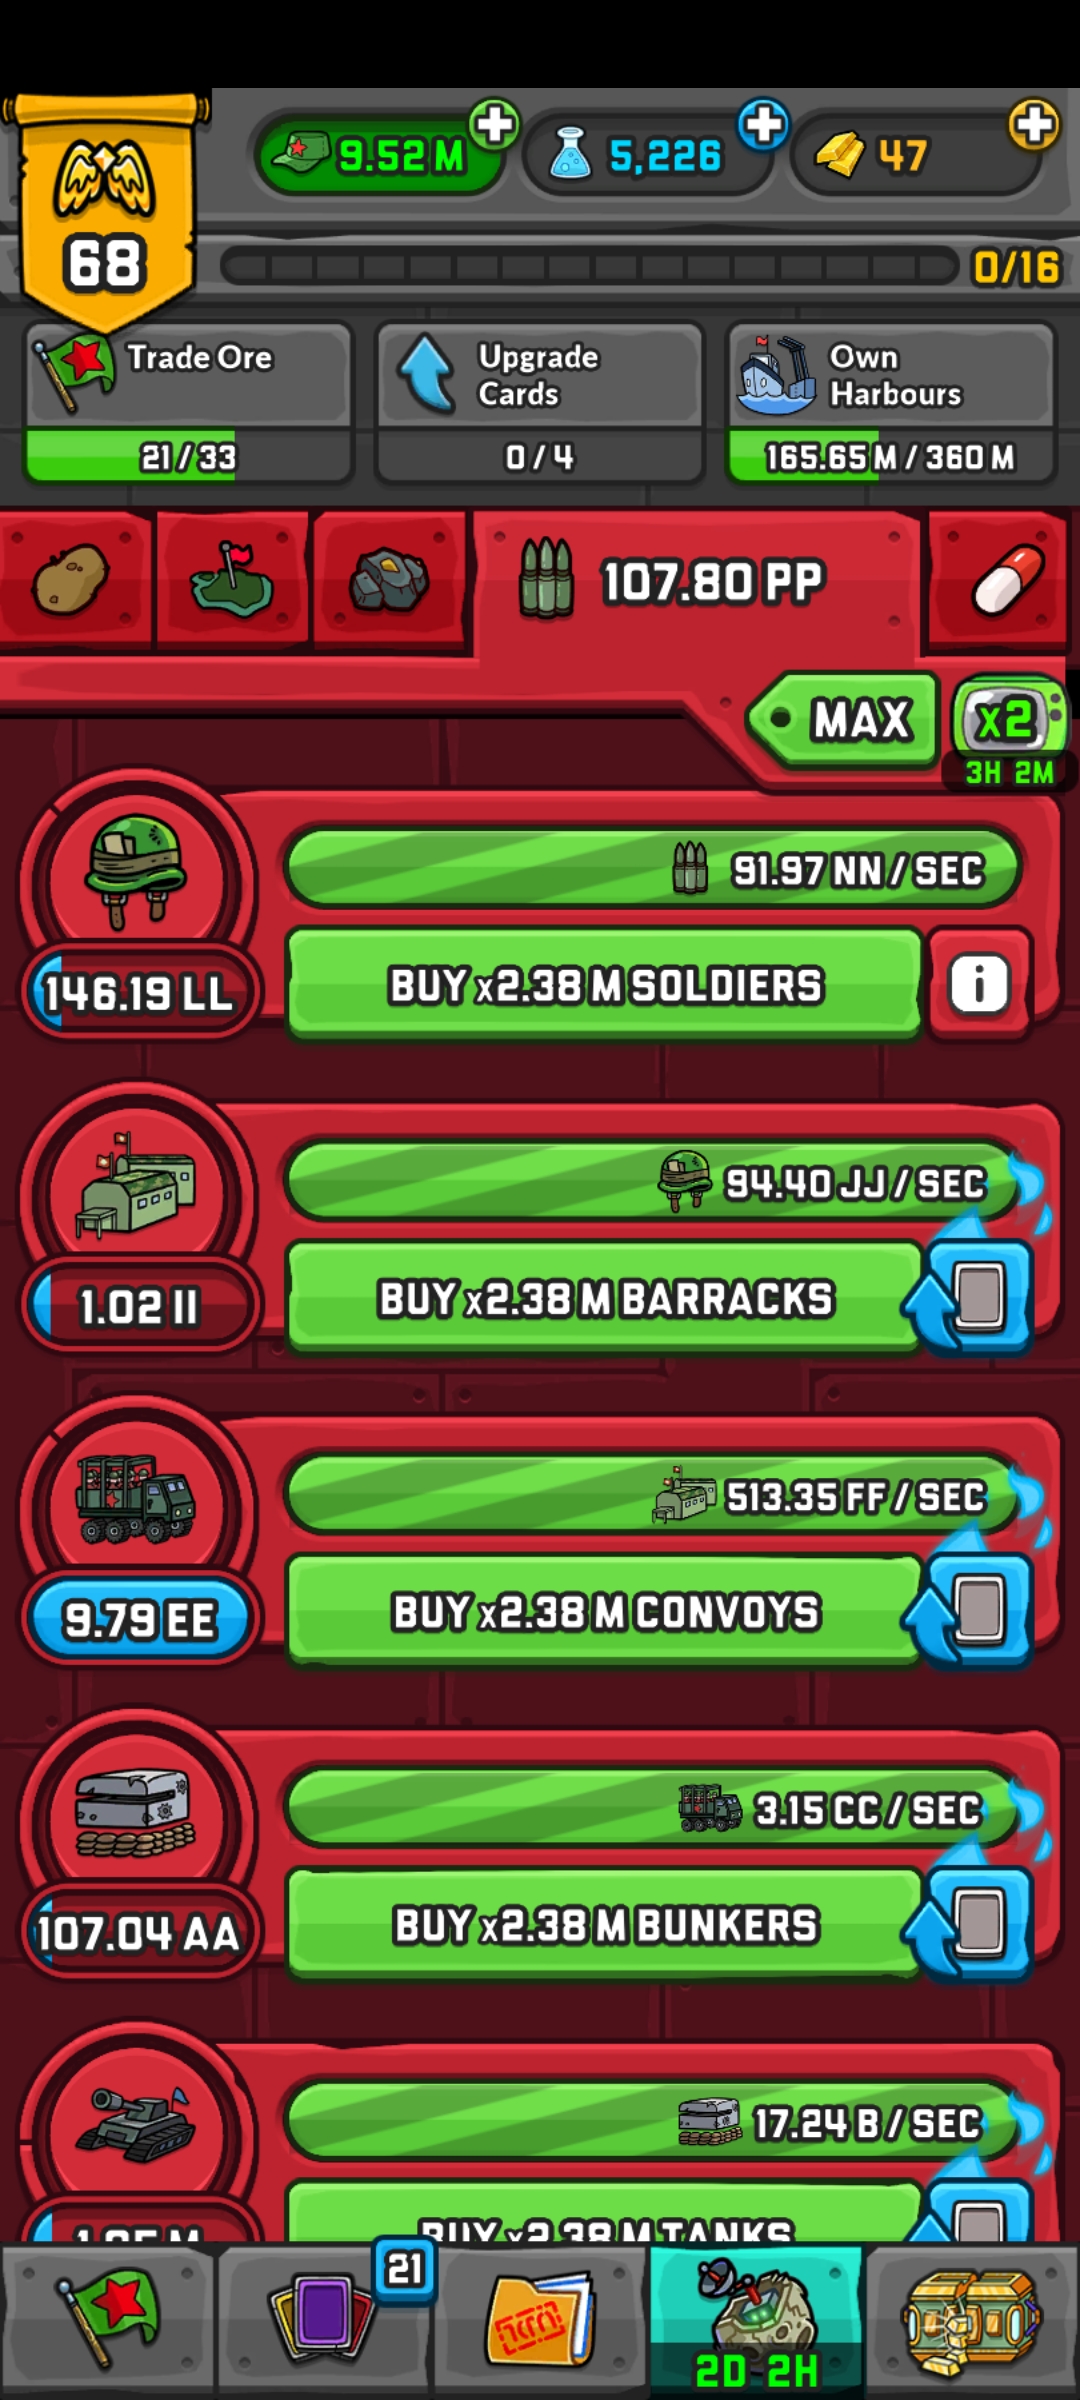 9.52 M
5,226
47
68
0/16
Trade Ore
21 / 33
Upgrade
Cards
0 / 4
Own
Harbours
165.65 M / 360 M
107.80 PP
MAX
x2
3H 2M
91.97 NN / SEC
146.19 LL
BUY x2.38 M SOLDIERS
i
94.40 JJ / SEC
1.02 II
BUY x2.38 M BARRACKS
513.35 FF / SEC
9.79 EE
BUY x2.38 M CONVOYS
3.15 CC / SEC
107.04 AA
BUY x2.38 M BUNKERS
17.24 B / SEC
BUY x2.38 M TANKS
21
2D 2H